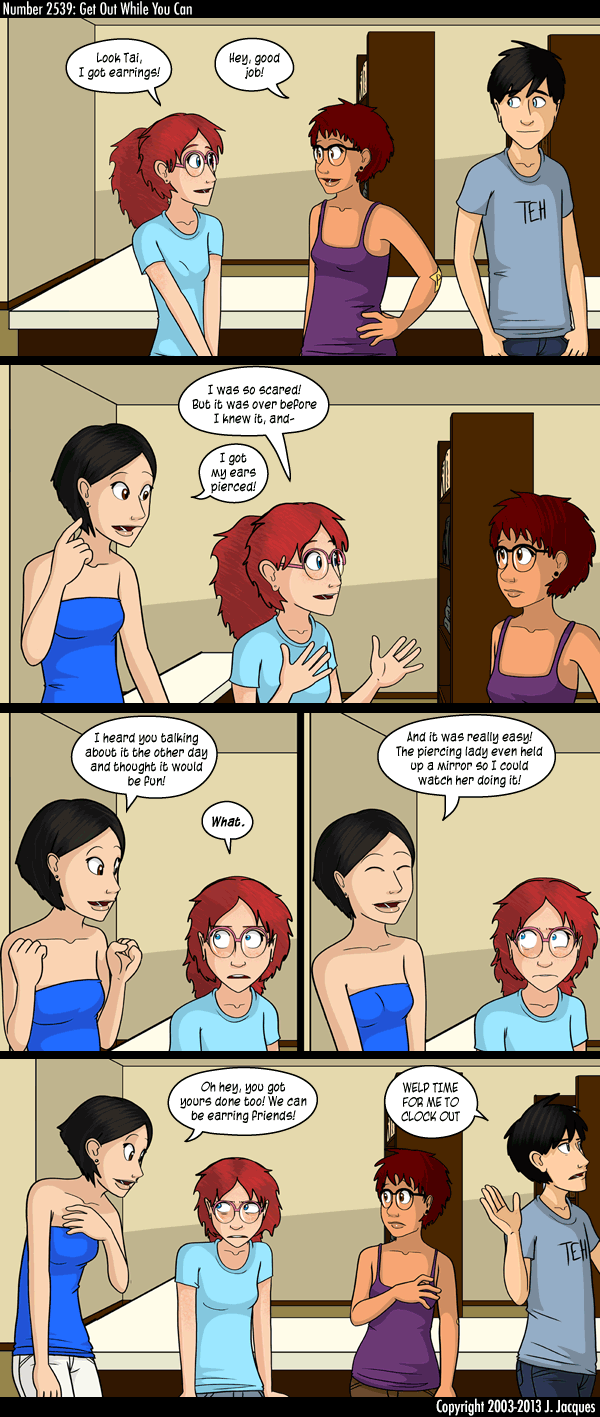 Number 2539: Get Out While You Can
Look Tai,
I got earrings!
Hey, good
job!
TEH
I was so scared!
But it was over before
I knew it, and-
I got
my ears
pierced!
I heard you talking
about it the other day
and thought it would
be fun!
What.
And it was really easy!
The piercing lady even held
up a mirror so I could
watch her doing it!
Oh hey, you got
yours done too! We can
be earring friends!
WELP TIME
FOR ME TO
CLOCK OUT
TEH
Copyright 2003-2013 J. Jacques